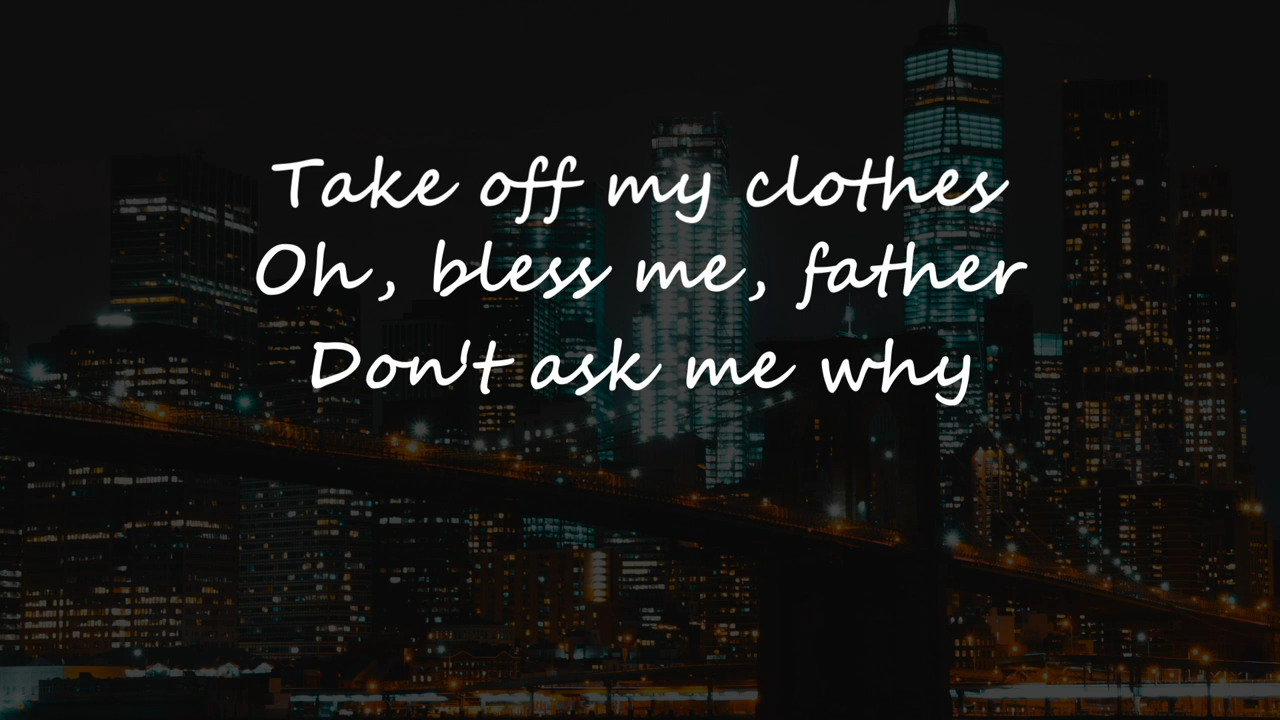 Take off my clothes
Oh, bless me, father
Don't ask me why